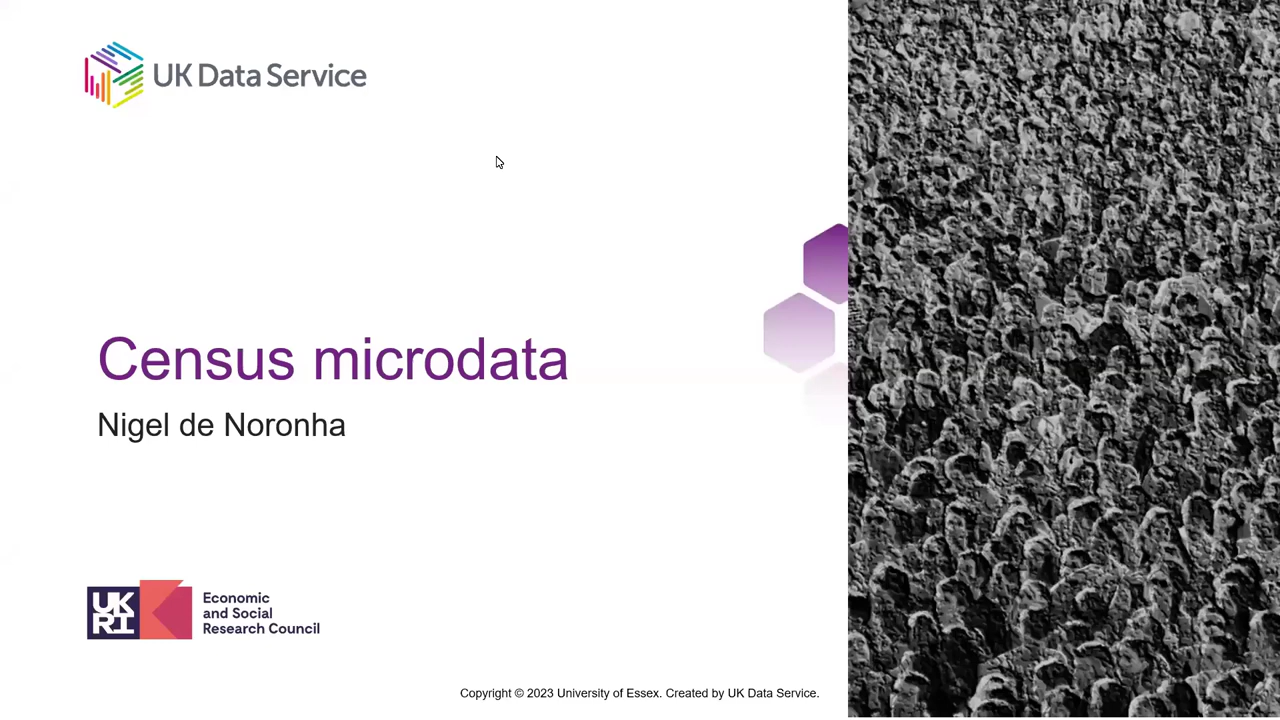 UK Data Service
Census microdata
Nigel de Noronha
UK
RI
Economic
and Social
Research Council
Copyright © 2023 University of Essex. Created by UK Data Service.